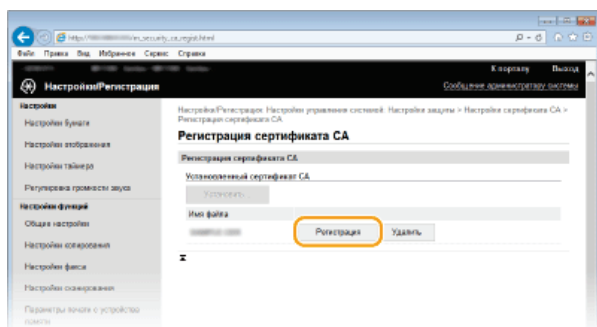 Файл Правка Вид Избранное Сервис Справка
К порталу Выход
Настройки/Регистрация
Сообщение администратору системы
Настройки
Настройки бумаги
Настройки отображения
Настройки таймера
Регулировка громкости звука
Настройки функций
Общие настройки
Настройки копирования
Настройки факса
Настройки сканирования
Параметры печати с устройства
памяти
Настройки/Регистрация: Настройки управления системой: Настройки защиты > Настройки сертификата CA >
Регистрация сертификата CA
Регистрация сертификата CA
Регистрация сертификата CA
Установленный сертификат CA
Установить...
Имя файла
Регистрация
Удалить